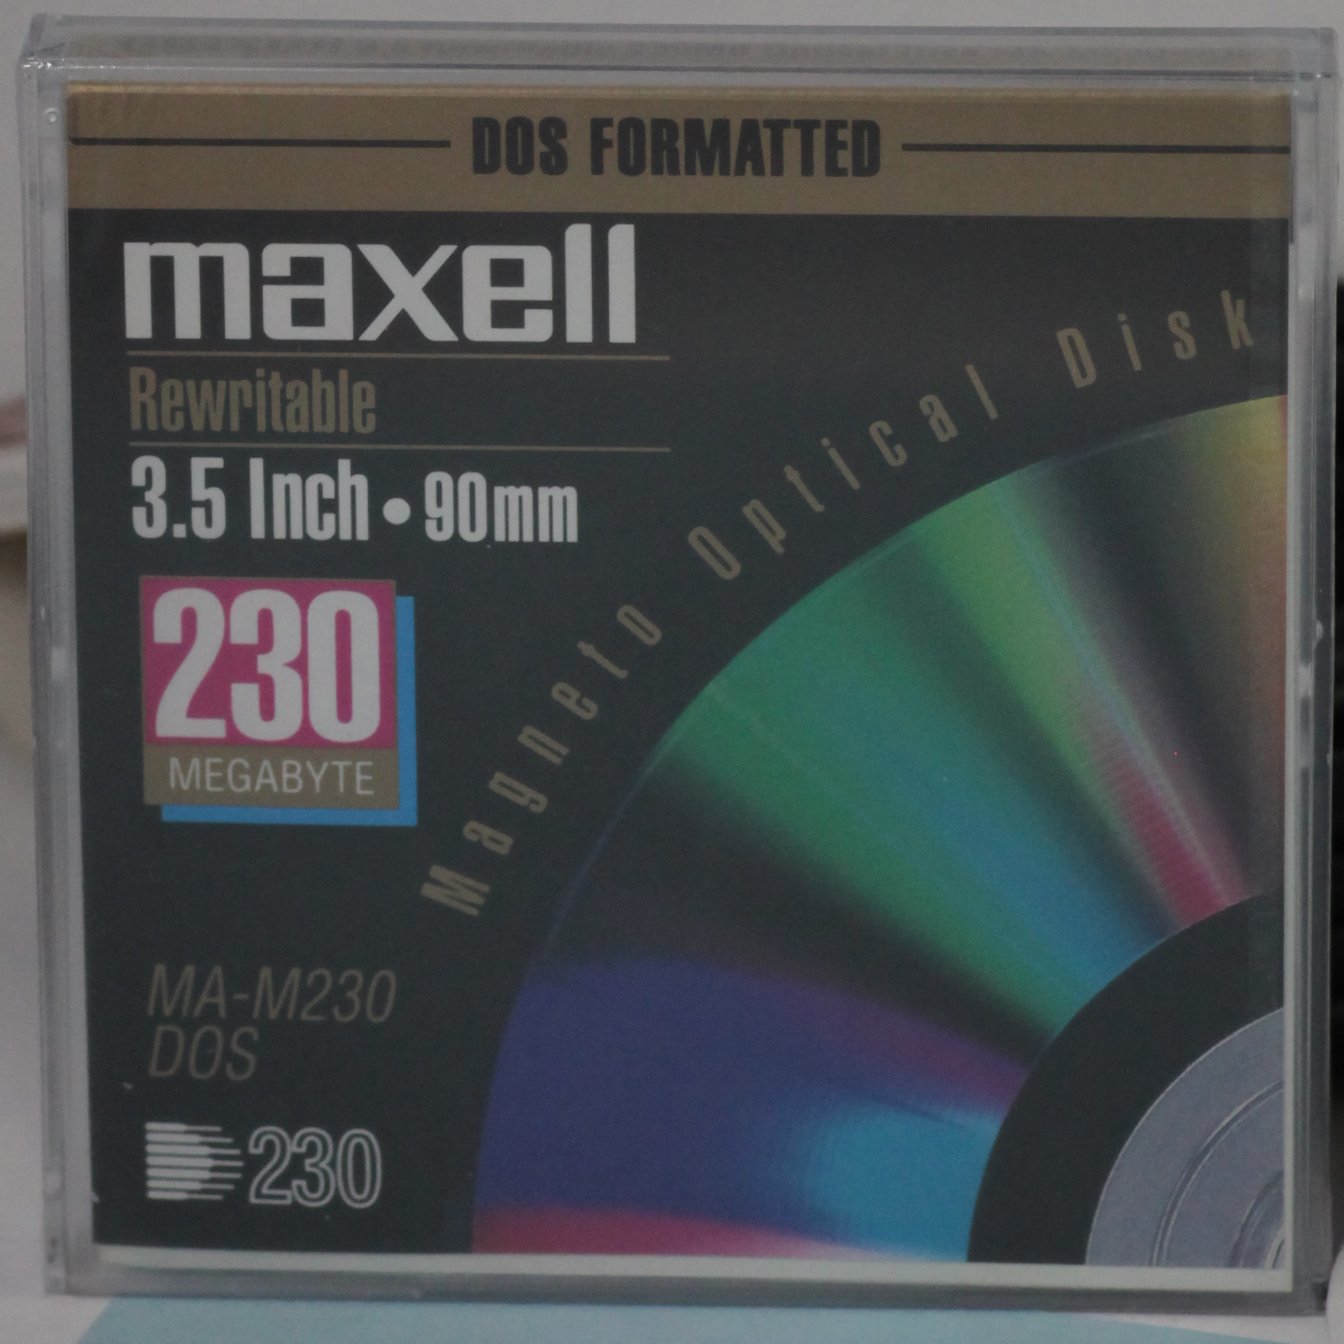 DOS FORMATTED
maxell
Rewritable
3.5 Inch • 90mm
230
MEGABYTE
Magneto Optical Disk
MA-M230
DOS
230